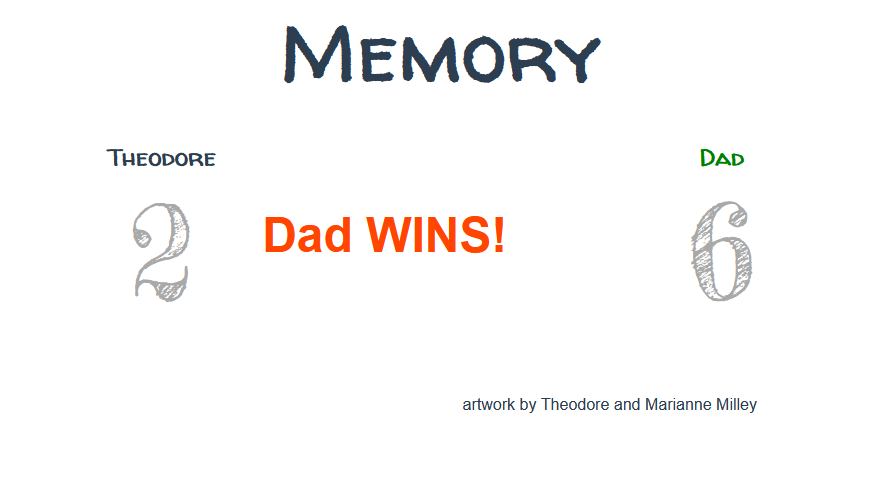 Memory
Theodore
Dad
2
Dad WINS!
6
artwork by Theodore and Marianne Milley